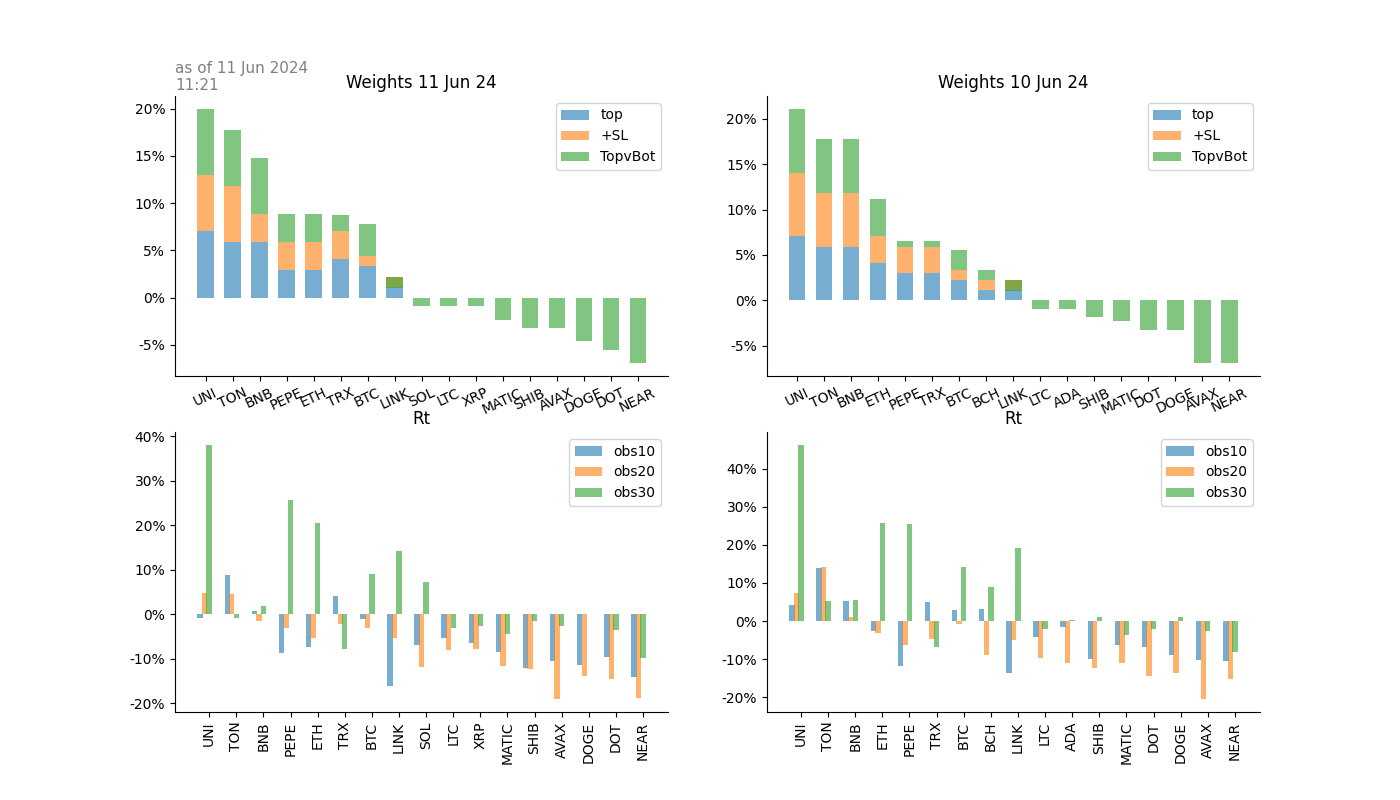 as of 11 Jun 2024
11:21
Weights 11 Jun 24
20%
15%
10%
5%
0%
-5%
top
+SL
TopvBot
UNI TON BNB PEPE ETH TRX BTC LINK SOL LTC XRP MATIC SHIB AVAX DOGE DOT NEAR
Weights 10 Jun 24
20%
15%
10%
5%
0%
-5%
top
+SL
TopvBot
UNI TON BNB ETH PEPE TRX BTC BCH LINK LTC ADA SHIB MATIC DOT DOGE AVAX NEAR
Rt
40%
30%
20%
10%
0%
-10%
-20%
obs10
obs20
obs30
UNI TON BNB PEPE ETH TRX BTC LINK SOL LTC XRP MATIC SHIB AVAX DOGE DOT NEAR
Rt
40%
30%
20%
10%
0%
-10%
-20%
obs10
obs20
obs30
UNI TON BNB ETH PEPE TRX BTC BCH LINK LTC ADA SHIB MATIC DOT DOGE AVAX NEAR